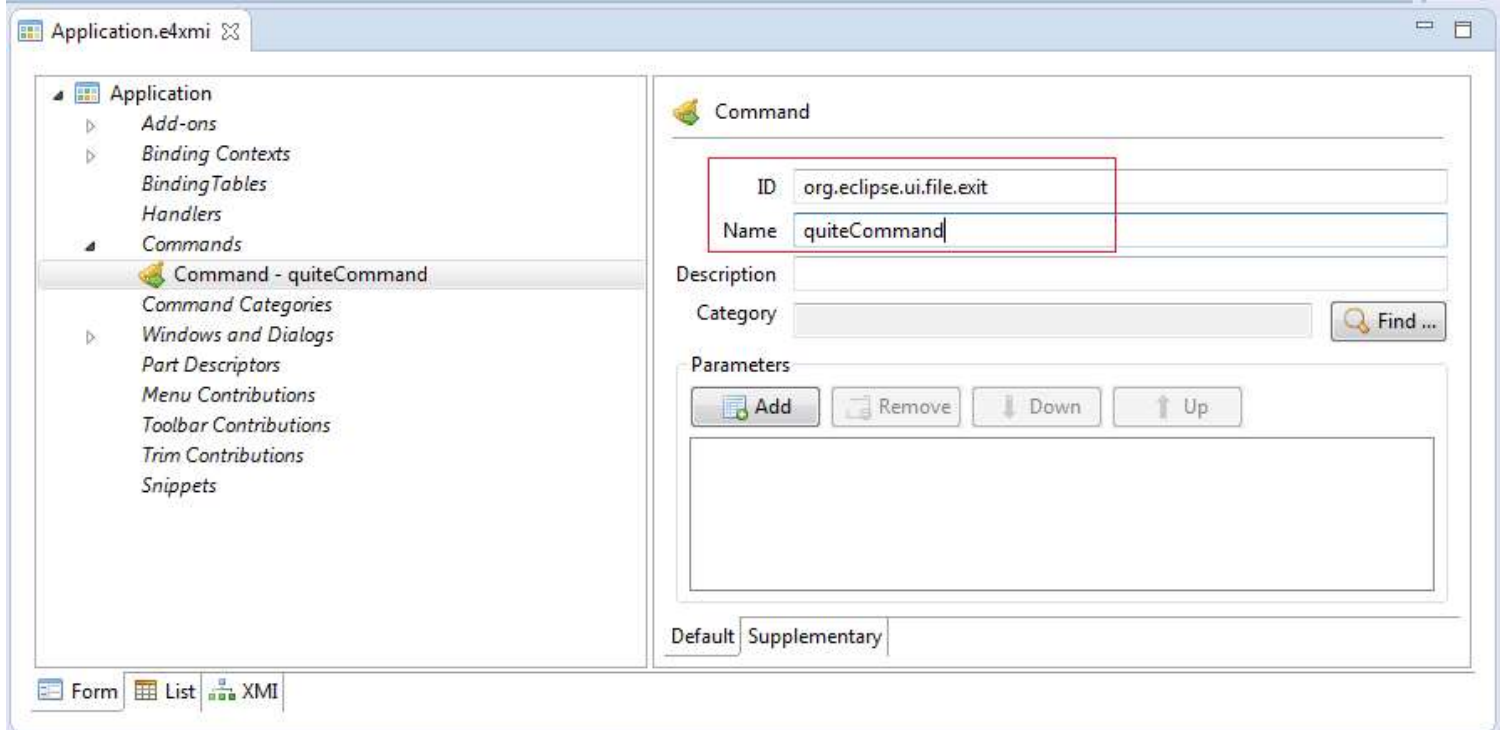 Application.e4xmi
Application
Add-ons
Binding Contexts
BindingTables
Handlers
Commands
Command - quiteCommand
Command Categories
Windows and Dialogs
Part Descriptors
Menu Contributions
Toolbar Contributions
Trim Contributions
Snippets
Command
ID org.eclipse.ui.file.exit
Name quiteCommand
Description
Category Find ...
Parameters
Add Remove Down Up
Default Supplementary
Form List XMI